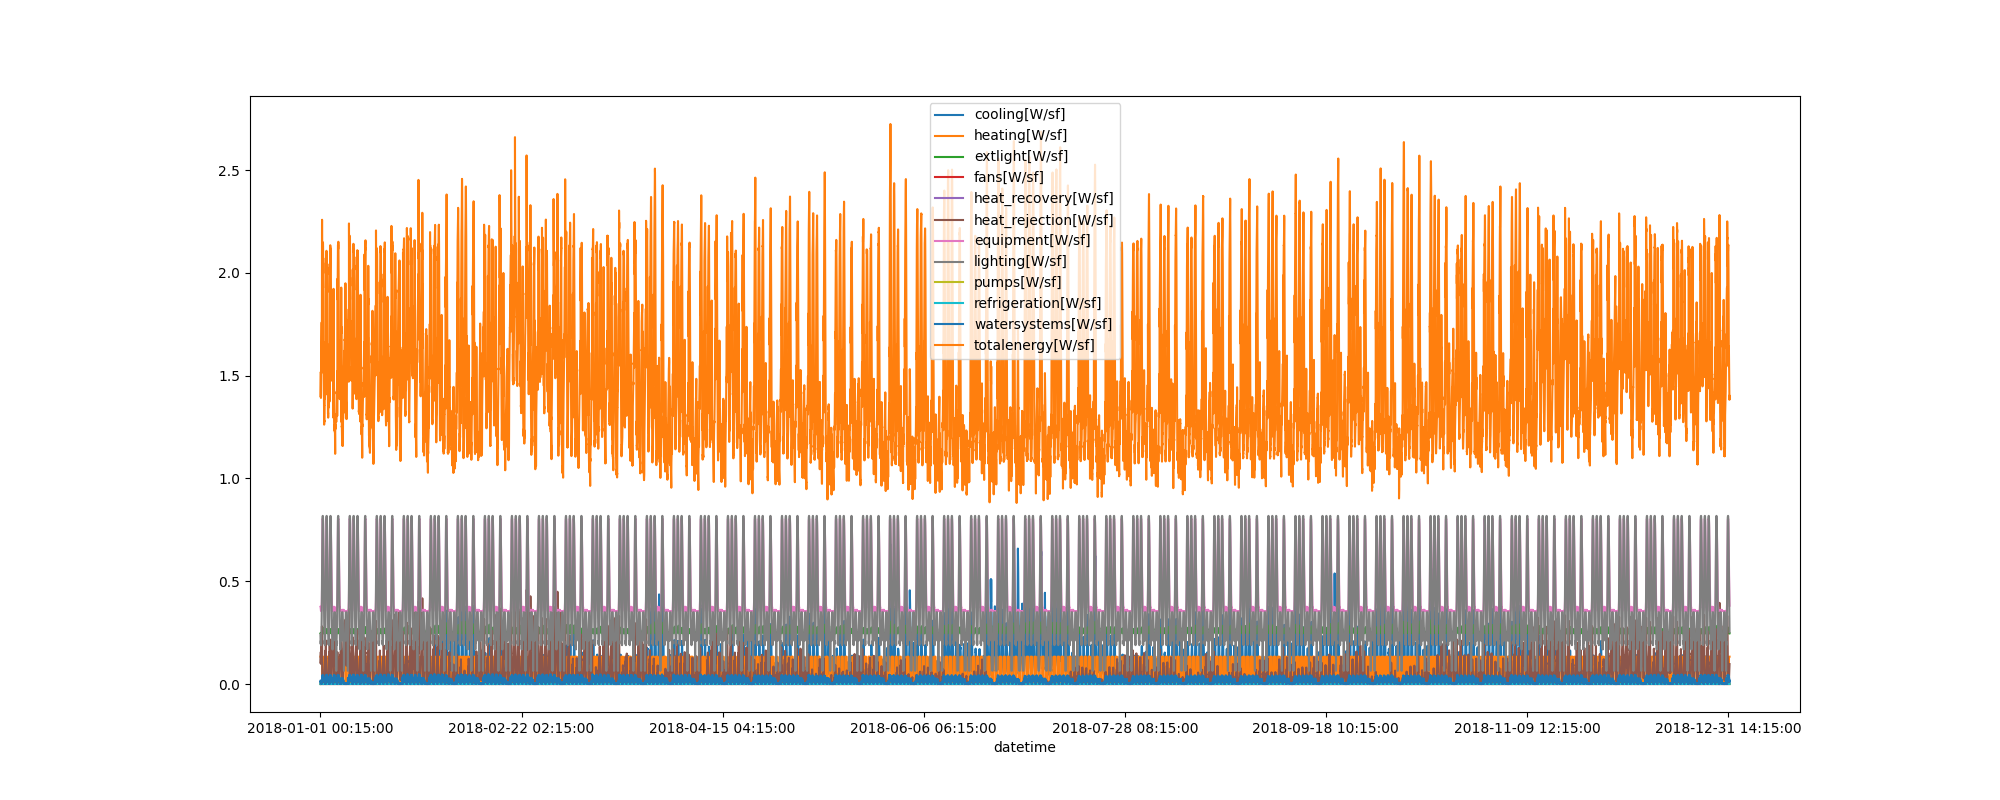 cooling[W/sf]
heating[W/sf]
extlight[W/sf]
fans[W/sf]
heat_recovery[W/sf]
heat_rejection[W/sf]
equipment[W/sf]
lighting[W/sf]
pumps[W/sf]
refrigeration[W/sf]
watersystems[W/sf]
totalenergy[W/sf]
2.5
2.0
1.5
1.0
0.5
0.0
2018-01-01 00:15:00 2018-02-22 02:15:00 2018-04-15 04:15:00 2018-06-06 06:15:00 2018-07-28 08:15:00 2018-09-18 10:15:00 2018-11-09 12:15:00 2018-12-31 14:15:00
datetime